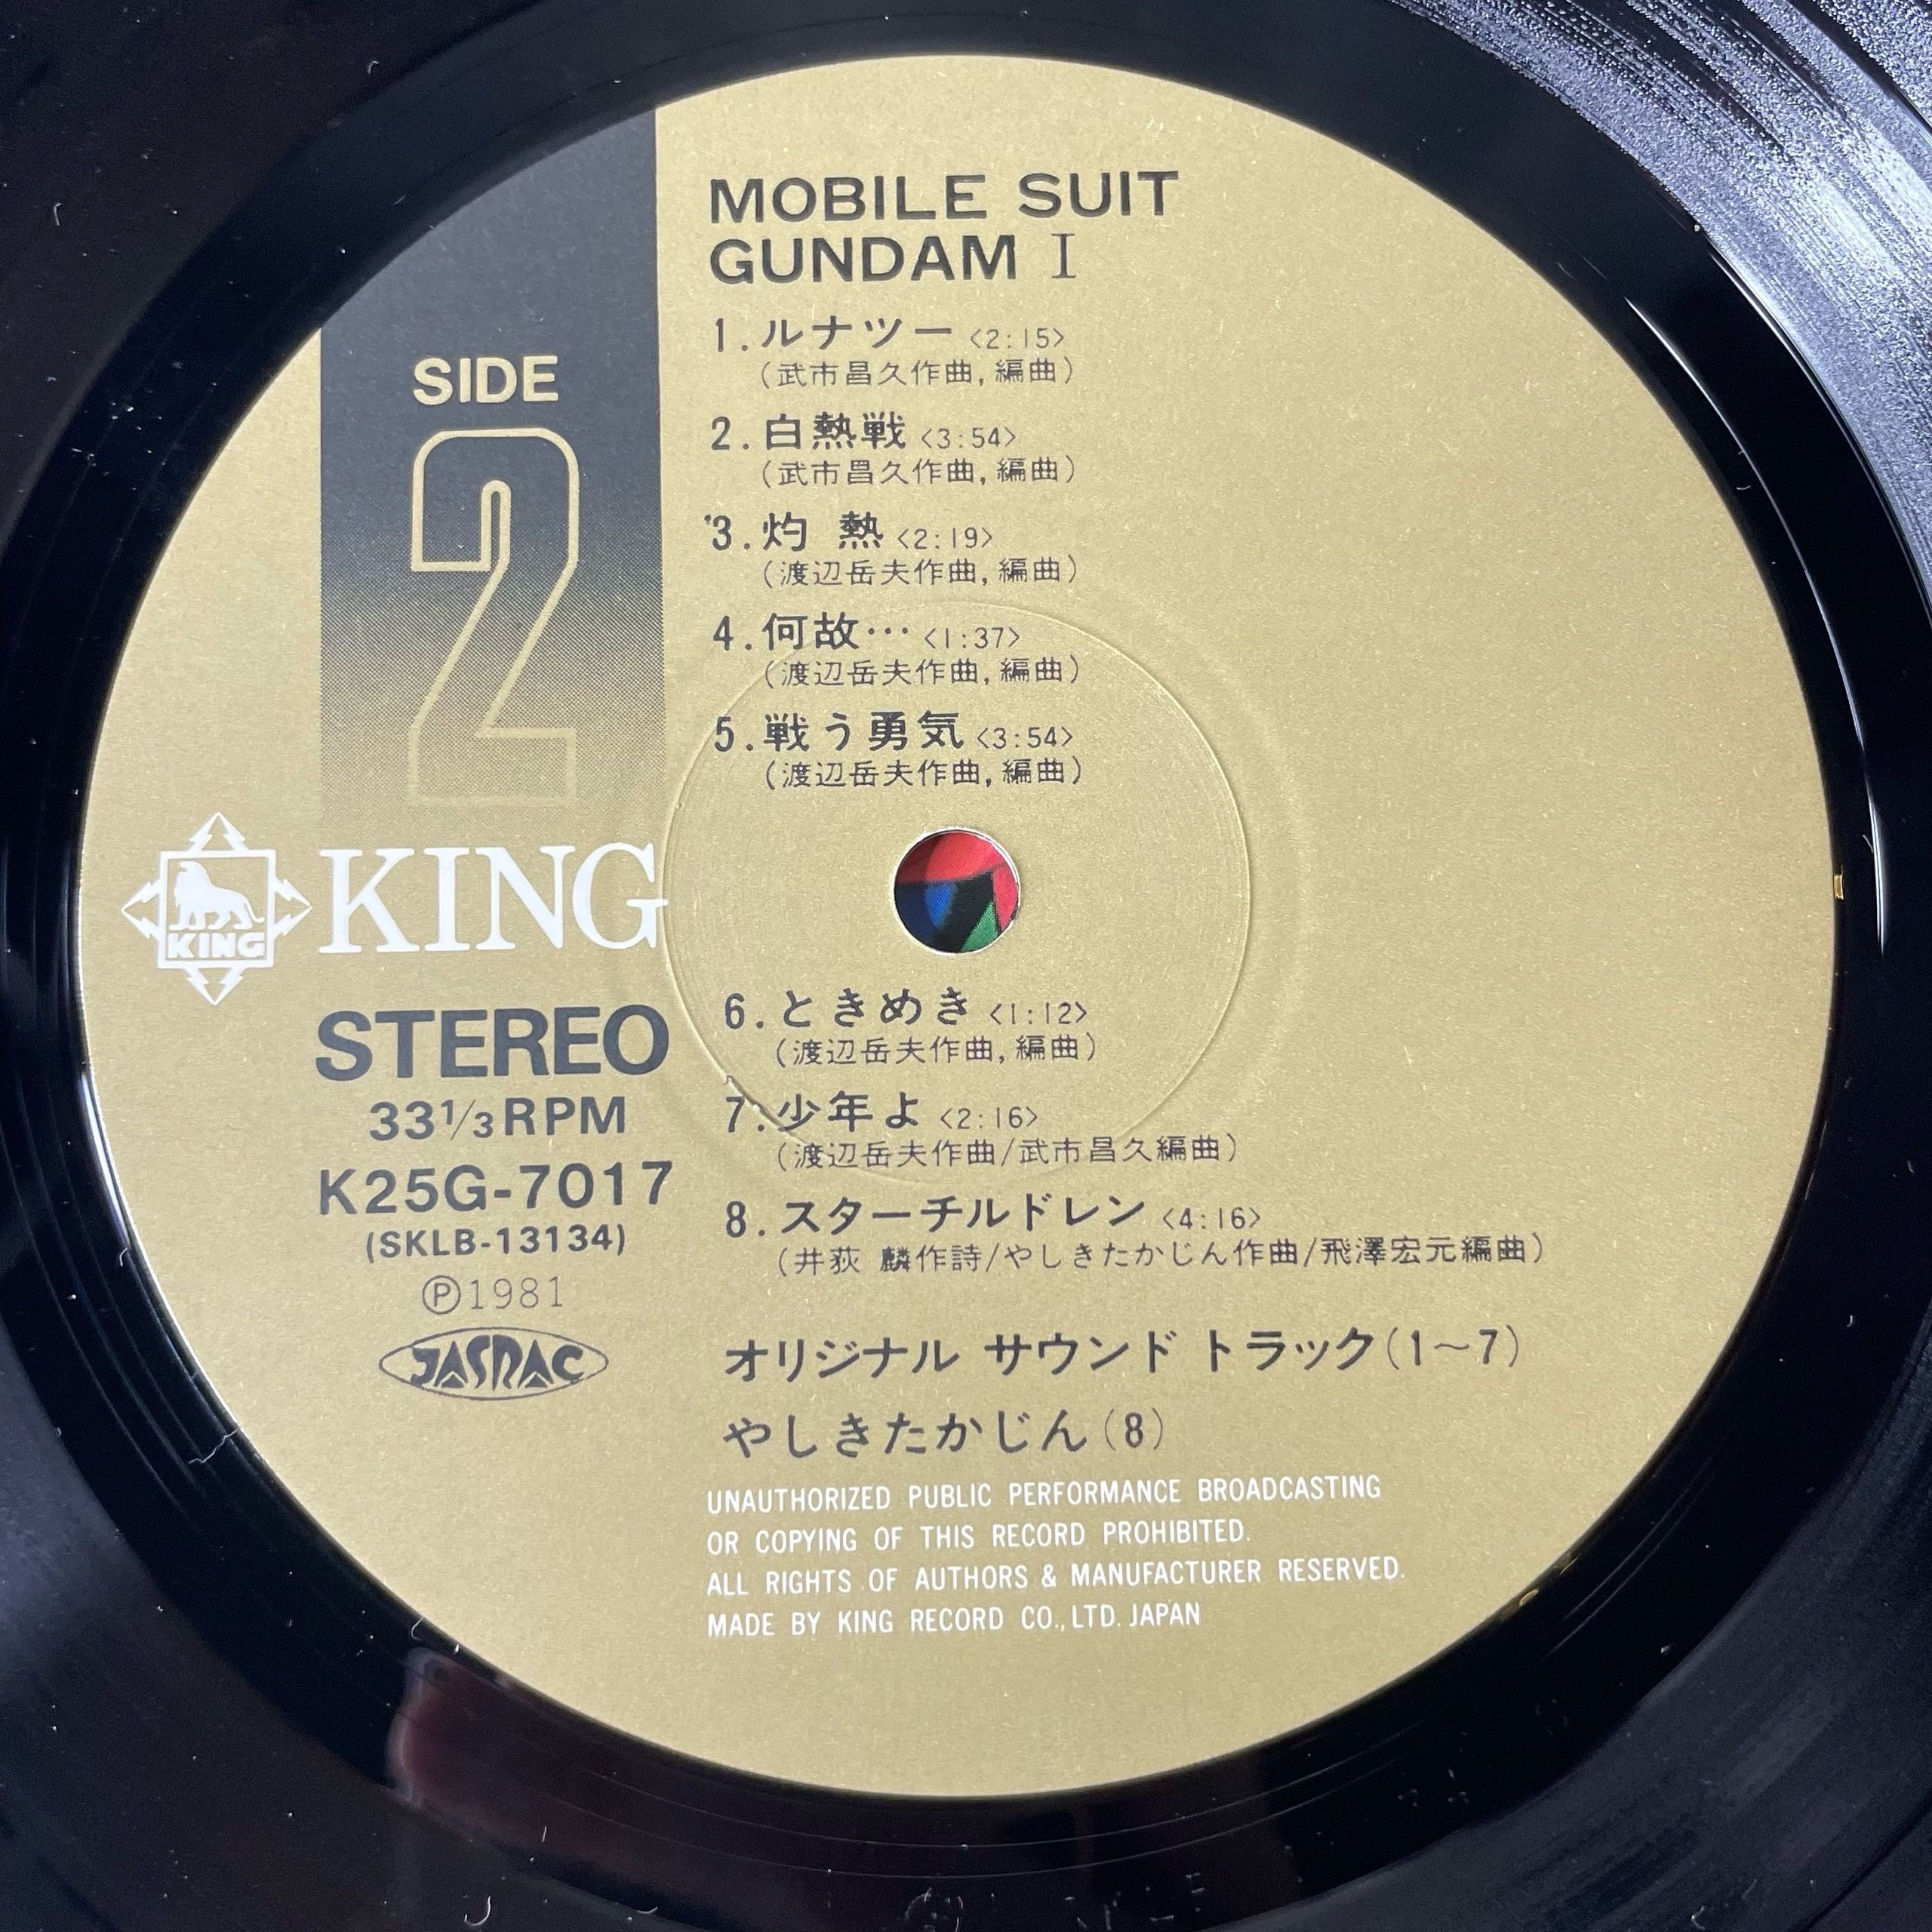 MOBILE SUIT
GUNDAM I
1. ルナツー <2:15>
(武市昌久作曲, 編曲)
2. 白熱戦 <3:54>
(武市昌久作曲, 編曲)
3. 灼 熱 <2:19>
(渡辺岳夫作曲, 編曲)
4. 何故… <1:37>
(渡辺岳夫作曲, 編曲)
5. 戦う勇気 <3:54>
(渡辺岳夫作曲, 編曲)
6. ときめき <1:12>
(渡辺岳夫作曲, 編曲)
7. 少年よ <2:16>
(渡辺岳夫作曲/武市昌久編曲)
8. スターチルドレン <4:16>
(井荻 麟作詩/やしきたかじん作曲/飛澤宏元編曲)
オリジナル サウンド トラック(1〜7)
やしきたかじん(8)
UNAUTHORIZED PUBLIC PERFORMANCE BROADCASTING
OR COPYING OF THIS RECORD PROHIBITED.
ALL RIGHTS OF AUTHORS & MANUFACTURER RESERVED.
MADE BY KING RECORD CO., LTD. JAPAN
SIDE
2
KING
KING
STEREO
33 1/3 RPM
K25G-7017
(SKLB-13134)
Ⓟ1981
JASRAC